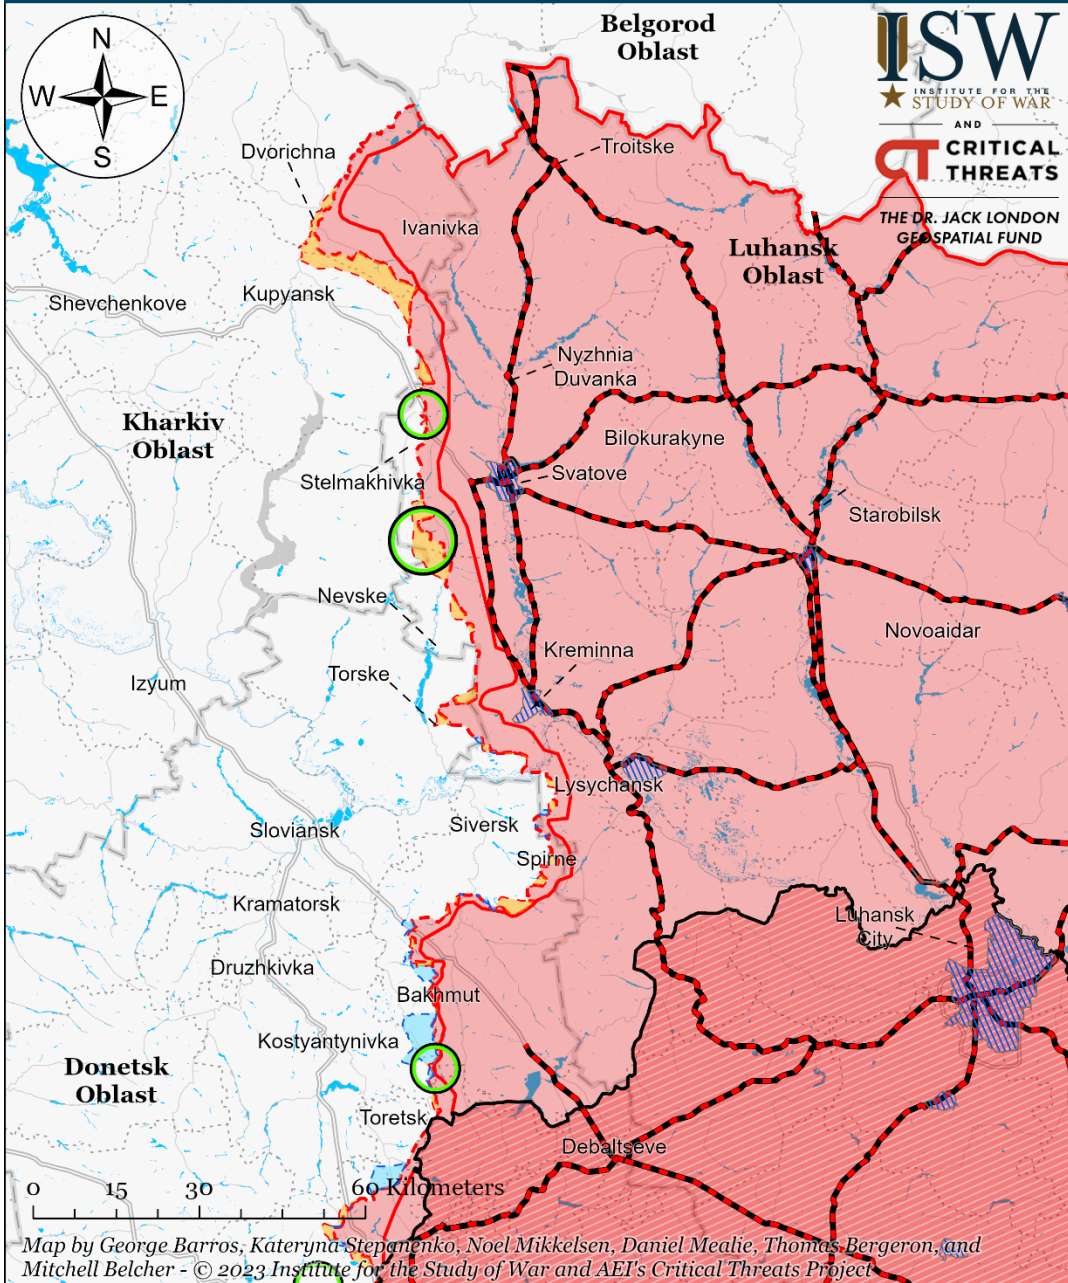 N
W
E
S
Belgorod
Oblast
ISW
INSTITUTE FOR THE
STUDY OF WAR
AND
CT CRITICAL
THREATS
THE DR. JACK LONDON
GEOSPATIAL FUND
Dvorichna
Troitske
Ivanivka
Luhansk
Oblast
Shevchenkove
Kupyansk
Nyzhnia
Duvanka
Kharkiv
Oblast
Bilokurakyne
Stelmakhivka
Svatove
Starobilsk
Nevske
Novoaidar
Kreminna
Torske
Izyum
Lysychansk
Siversk
Sloviansk
Spirne
Kramatorsk
Luhansk
City
Druzhkivka
Bakhmut
Kostyantynivka
Donetsk
Oblast
Toretsk
Debaltseve
0 15 30 60 Kilometers
Map by George Barros, Kateryna Stepanenko, Noel Mikkelsen, Daniel Mealie, Thomas Bergeron, and
Mitchell Belcher - © 2023 Institute for the Study of War and AEI's Critical Threats Project